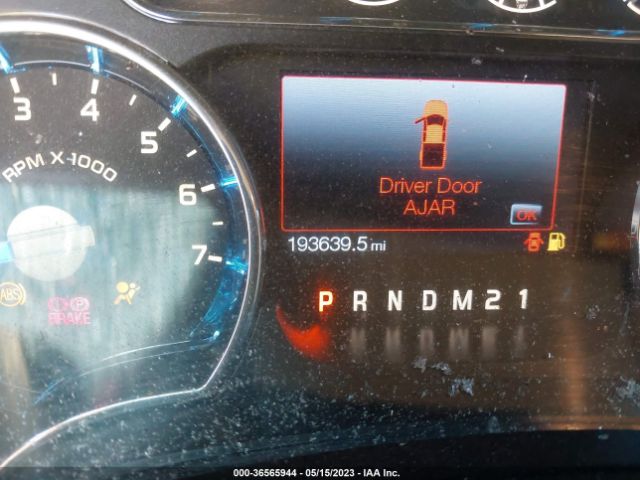 3 4 5 6 7
RPM X 1000
ABS
P
BRAKE
Driver Door
AJAR
OK
193639.5 mi
P R N D M 2 1
000-36565944 / 05/15/2023 - IAA Inc.